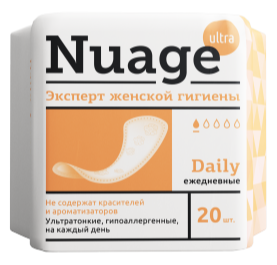 ultra
Nuage
Эксперт женской гигиены
Daily
ежедневные
Не содержат красителей
и ароматизаторов
Ультратонкие, гипоаллергенные,
на каждый день
20 шт.